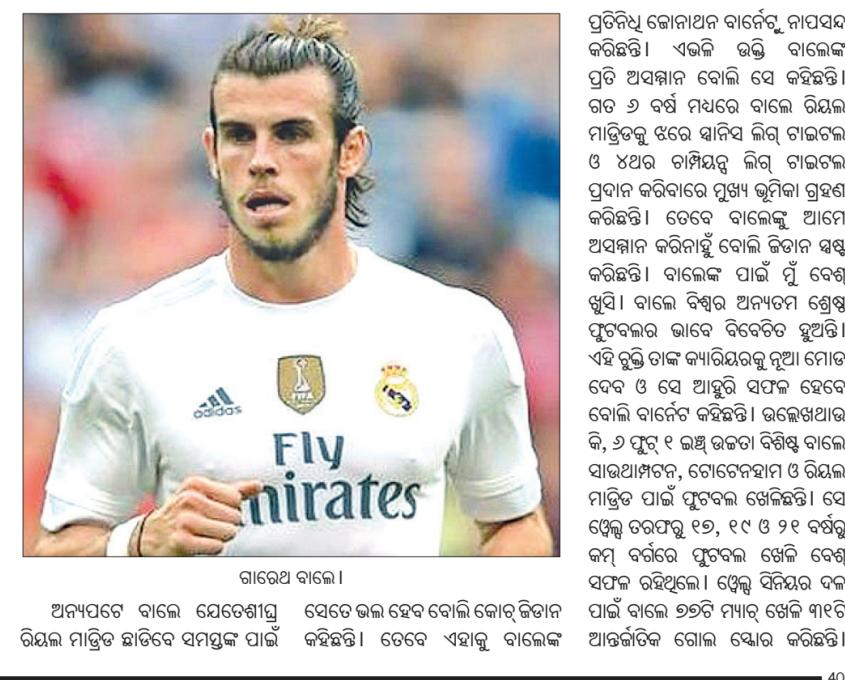 adidas
FIFA
Fly
Emirates
ଗାରେଥ ବାଲେ।
ଅନ୍ୟପଟେ ବାଲେ ଯେତେଶୀଘ୍ର
ରିୟଲ ମାଡ୍ରିଡ ଛାଡିବେ ସମସ୍ତଙ୍କ ପାଇଁ
ସେତେ ଭଲ ହେବ ବୋଲି କୋଚ୍ ଜିଡାନ
କହିଛନ୍ତି। ତେବେ ଏହାକୁ ବାଲେଙ୍କ
ପ୍ରତିନିଧି ଜୋନାଥନ ବାର୍ନେଟ୍ଙ୍କୁ ନାପସନ୍ଦ
କରିଛନ୍ତି। ଏଭଳି ଉକ୍ତି ବାଲେଙ୍କ
ପ୍ରତି ଅସମ୍ମାନ ବୋଲି ସେ କହିଛନ୍ତି।
ଗତ ୬ ବର୍ଷ ମଧ୍ୟରେ ବାଲେ ରିୟଲ
ମାଡ୍ରିଡକୁ ଝରେ ସ୍ପାନିସ ଲିଗ୍ ଟାଇଟଲ
ଓ ୪ଥର ଚାମ୍ପିୟନ୍ସ ଲିଗ୍ ଟାଇଟଲ
ପ୍ରଦାନ କରିବାରେ ମୁଖ୍ୟ ଭୂମିକା ଗ୍ରହଣ
କରିଛନ୍ତି। ତେବେ ବାଲେଙ୍କୁ ଆମେ
ଅସମ୍ମାନ କରିନାହୁଁ ବୋଲି ଜିଡାନ ସ୍ପଷ୍ଟ
କରିଛନ୍ତି। ବାଲେଙ୍କ ପାଇଁ ମୁଁ ବେଶ୍
ଖୁସି। ବାଲେ ବିଶ୍ୱର ଅନ୍ୟତମ ଶ୍ରେଷ୍ଠ
ଫୁଟବଲର ଭାବେ ବିବେଚିତ ହୁଅନ୍ତି।
ଏହି ଚୁକ୍ତି ତାଙ୍କ କ୍ୟାରିୟରକୁ ନୂଆ ମୋଡ
ଦେବ ଓ ସେ ଆହୁରି ସଫଳ ହେବେ
ବୋଲି ବାର୍ନେଟ କହିଛନ୍ତି। ଉଲ୍ଲେଖଥାଉ
କି, ୬ ଫୁଟ୍ ୧ ଇଞ୍ଚ୍ ଉଚ୍ଚତା ବିଶିଷ୍ଟ ବାଲେ
ସାଉଥାମ୍ପଟନ, ଟୋଟେନହାମ ଓ ରିୟଲ
ମାଡ୍ରିଡ ପାଇଁ ଫୁଟବଲ ଖେଳିଛନ୍ତି। ସେ
ୱେଲ୍ସ ତରଫରୁ ୧୭, ୧୯ ଓ ୨୧ ବର୍ଷରୁ
କମ୍ ବର୍ଗରେ ଫୁଟବଲ ଖେଳି ବେଶ୍
ସଫଳ ରହିଥିଲେ। ୱେଲ୍ସ ସିନିୟର ଦଳ
ପାଇଁ ବାଲେ ୭୭ଟି ମ୍ୟାଚ୍ ଖେଳି ୩୧ଟି
ଆନ୍ତର୍ଜାତିକ ଗୋଲ ସ୍କୋର କରିଛନ୍ତି।
40